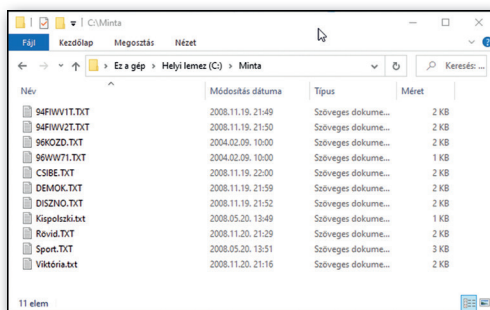 C:\Minta
Fájl Kezdőlap Megosztás Nézet
Ez a gép Helyi lemez (C:) Minta Keresés: ...
Név Módosítás dátuma Típus Méret
94FIWV1T.TXT 2008.11.19. 21:49 Szöveges dokume... 2 KB
94FIWV2T.TXT 2008.11.19. 21:50 Szöveges dokume... 2 KB
96KOZD.TXT 2004.02.09. 10:00 Szöveges dokume... 2 KB
96WW71.TXT 2004.02.09. 10:00 Szöveges dokume... 1 KB
CSIBE.TXT 2008.11.19. 22:00 Szöveges dokume... 2 KB
DEMOK.TXT 2008.11.19. 21:59 Szöveges dokume... 2 KB
DISZNO.TXT 2008.11.19. 21:52 Szöveges dokume... 2 KB
Kispolszki.txt 2008.05.20. 13:49 Szöveges dokume... 1 KB
Rövid.TXT 2008.11.20. 21:29 Szöveges dokume... 2 KB
Sport.TXT 2008.05.20. 13:51 Szöveges dokume... 3 KB
Viktória.txt 2008.11.20. 21:16 Szöveges dokume... 2 KB
11 elem